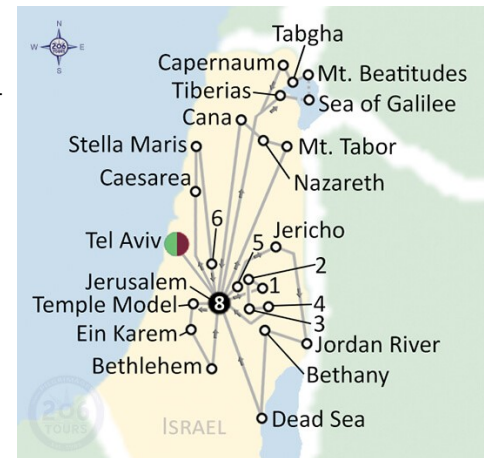 N
W
E
S
206
TOURS
Tabgha
Capernaum
Mt. Beatitudes
Tiberias
Sea of Galilee
Cana
Stella Maris
Mt. Tabor
Caesarea
Nazareth
6
Tel Aviv
Jericho
5
2
Jerusalem
1
8
Temple Model
4
3
Ein Karem
Jordan River
Bethlehem
Bethany
206
TOURS
Dead Sea
ISRAEL